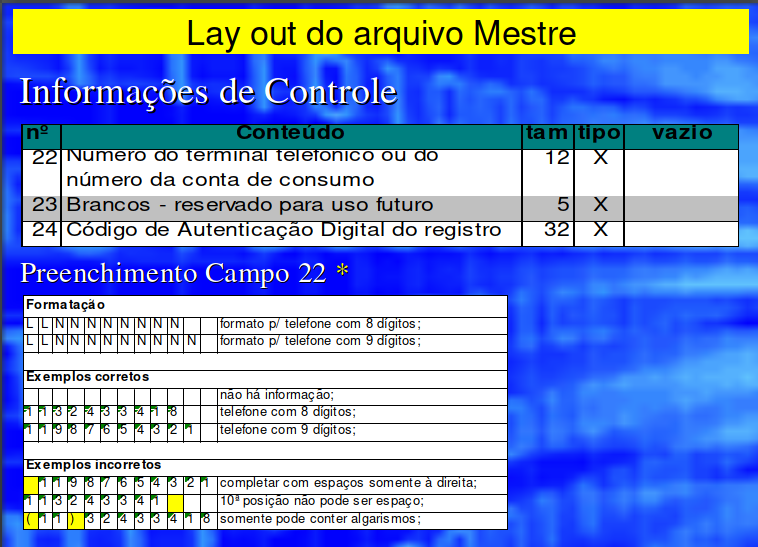 Lay out do arquivo Mestre
Informações de Controle
nº Conteúdo tam tipo vazio
22 Número do terminal telefônico ou do 12 X
número da conta de consumo
23 Brancos - reservado para uso futuro 5 X
24 Código de Autenticação Digital do registro 32 X
Preenchimento Campo 22 *
Formatação
L L N N N N N N N N formato p/ telefone com 8 dígitos;
L L N N N N N N N N N formato p/ telefone com 9 dígitos;
Exemplos corretos
não há informação;
1 1 3 2 4 3 3 4 1 8 telefone com 8 dígitos;
1 1 9 8 7 6 5 4 3 2 1 telefone com 9 dígitos;
Exemplos incorretos
1 1 9 8 7 6 5 4 3 2 1 completar com espaços somente à direita;
1 1 3 2 4 3 3 4 1 10ª posição não pode ser espaço;
( 1 1 ) 3 2 4 3 3 4 1 8 somente pode conter algarismos;